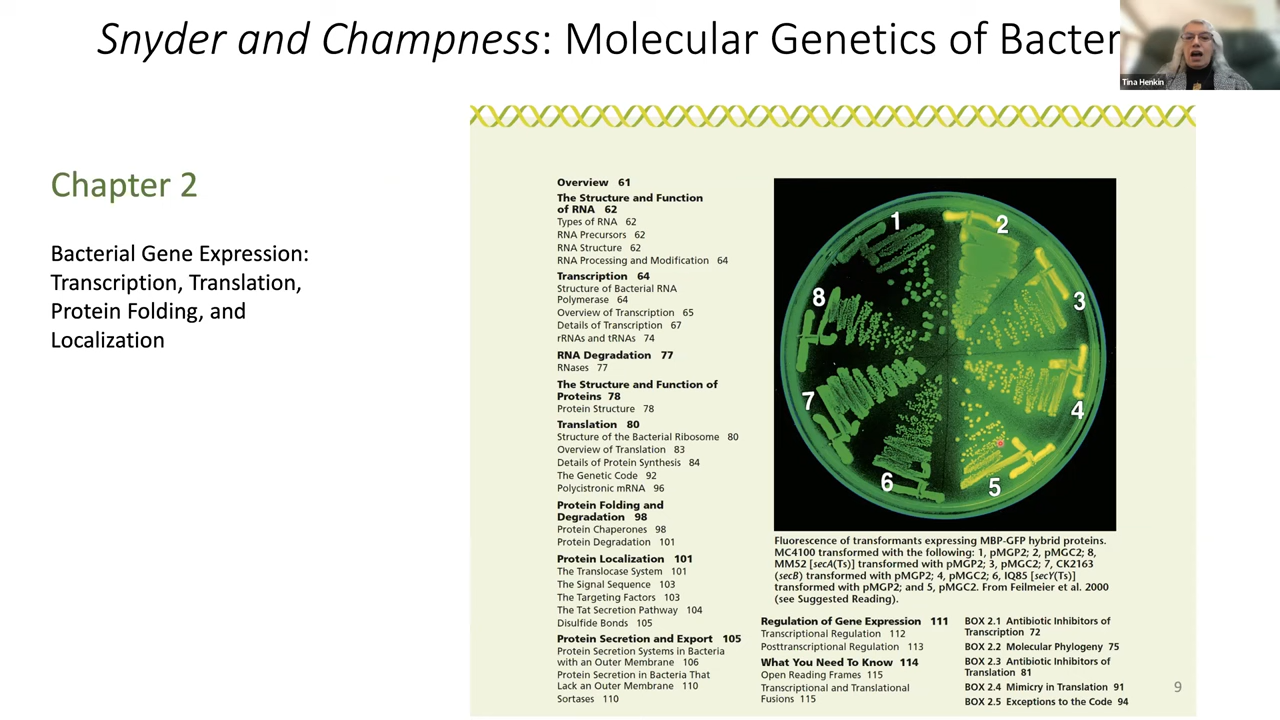 Snyder and Champness: Molecular Genetics of Bacter
Tina Henkin
Chapter 2
Bacterial Gene Expression:
Transcription, Translation,
Protein Folding, and
Localization
Overview 61
The Structure and Function
of RNA 62
Types of RNA 62
RNA Precursors 62
RNA Structure 62
RNA Processing and Modification 64
Transcription 64
Structure of Bacterial RNA
Polymerase 64
Overview of Transcription 65
Details of Transcription 67
rRNAs and tRNAs 74
RNA Degradation 77
RNases 77
The Structure and Function of
Proteins 78
Protein Structure 78
Translation 80
Structure of the Bacterial Ribosome 80
Overview of Translation 83
Details of Protein Synthesis 84
The Genetic Code 92
Polycistronic mRNA 96
Protein Folding and
Degradation 98
Protein Chaperones 98
Protein Degradation 101
Protein Localization 101
The Translocase System 101
The Signal Sequence 103
The Targeting Factors 103
The Tat Secretion Pathway 104
Disulfide Bonds 105
Protein Secretion and Export 105
Protein Secretion Systems in Bacteria
with an Outer Membrane 106
Protein Secretion in Bacteria That
Lack an Outer Membrane 110
Sortases 110
1
2
3
4
5
6
7
8
Fluorescence of transformants expressing MBP-GFP hybrid proteins.
MC4100 transformed with the following: 1, pMGP2; 2, pMGC2; 8,
MM52 [secA(Ts)] transformed with pMGP2; 3, pMGC2; 7, CK2163
(secB) transformed with pMGP2; 4, pMGC2; 6, IQ85 [secY(Ts)]
transformed with pMGP2; and 5, pMGC2. From Feilmeier et al. 2000
(see Suggested Reading).
Regulation of Gene Expression 111
Transcriptional Regulation 112
Posttranscriptional Regulation 113
What You Need To Know 114
Open Reading Frames 115
Transcriptional and Translational
Fusions 115
BOX 2.1 Antibiotic Inhibitors of
Transcription 72
BOX 2.2 Molecular Phylogeny 75
BOX 2.3 Antibiotic Inhibitors of
Translation 81
BOX 2.4 Mimicry in Translation 91
BOX 2.5 Exceptions to the Code 94
9